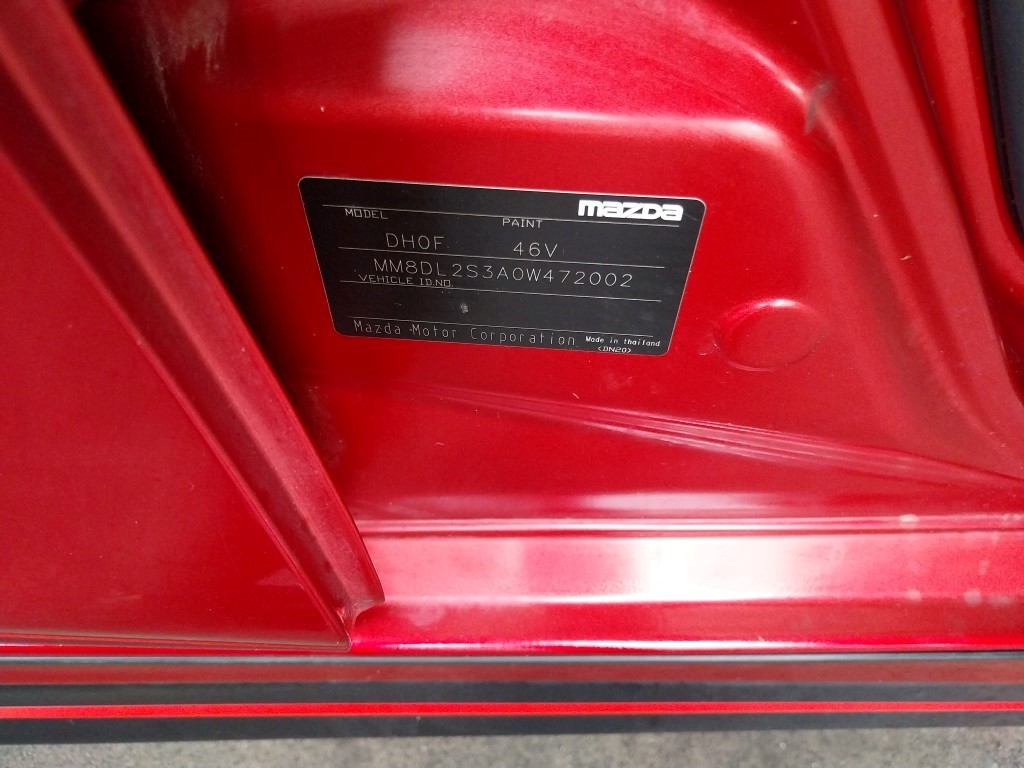 mazda
MODEL PAINT
DH0F 46V
MM8DL2S3A0W472002
VEHICLE ID.NO.
Mazda Motor Corporation Made in thailand
<DN20>